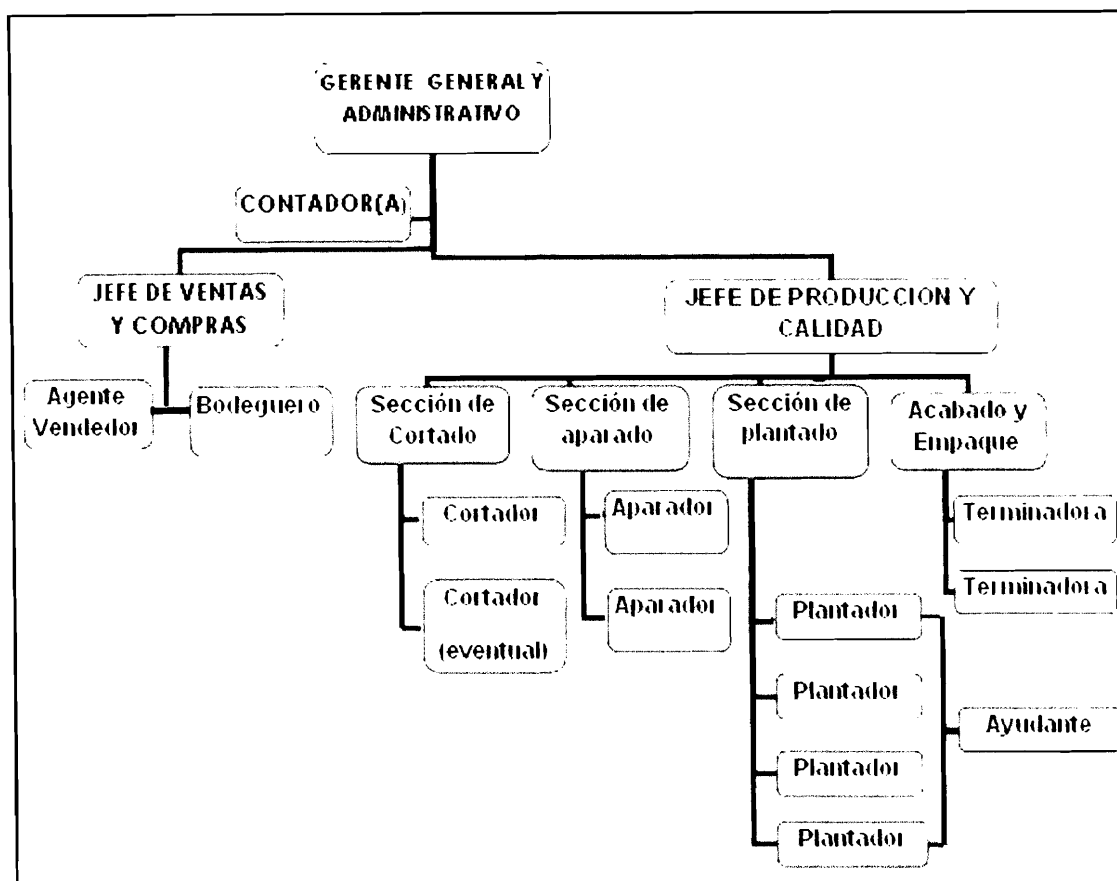 GERENTE GENERAL Y
ADMINISTRATIVO
CONTADOR(A)
JEFE DE VENTAS
Y COMPRAS
JEFE DE PRODUCCION Y
CALIDAD
Agente
Vendedor
Bodeguero
Sección de
Cortado
Sección de
aparado
Sección de
plantado
Acabado y
Empaque
Cortador
Cortador
(eventual)
Aparador
Aparador
Plantador
Plantador
Plantador
Plantador
Terminadora
Terminadora
Ayudante